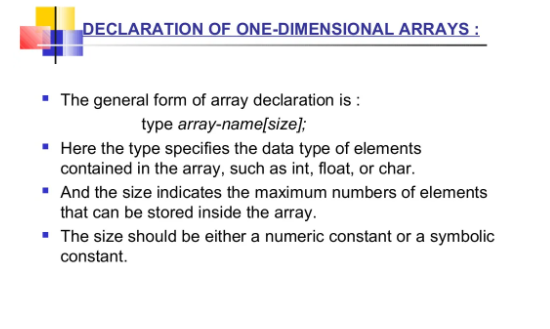 DECLARATION OF ONE-DIMENSIONAL ARRAYS :
The general form of array declaration is :
type array-name[size];
Here the type specifies the data type of elements
contained in the array, such as int, float, or char.
And the size indicates the maximum numbers of elements
that can be stored inside the array.
The size should be either a numeric constant or a symbolic
constant.